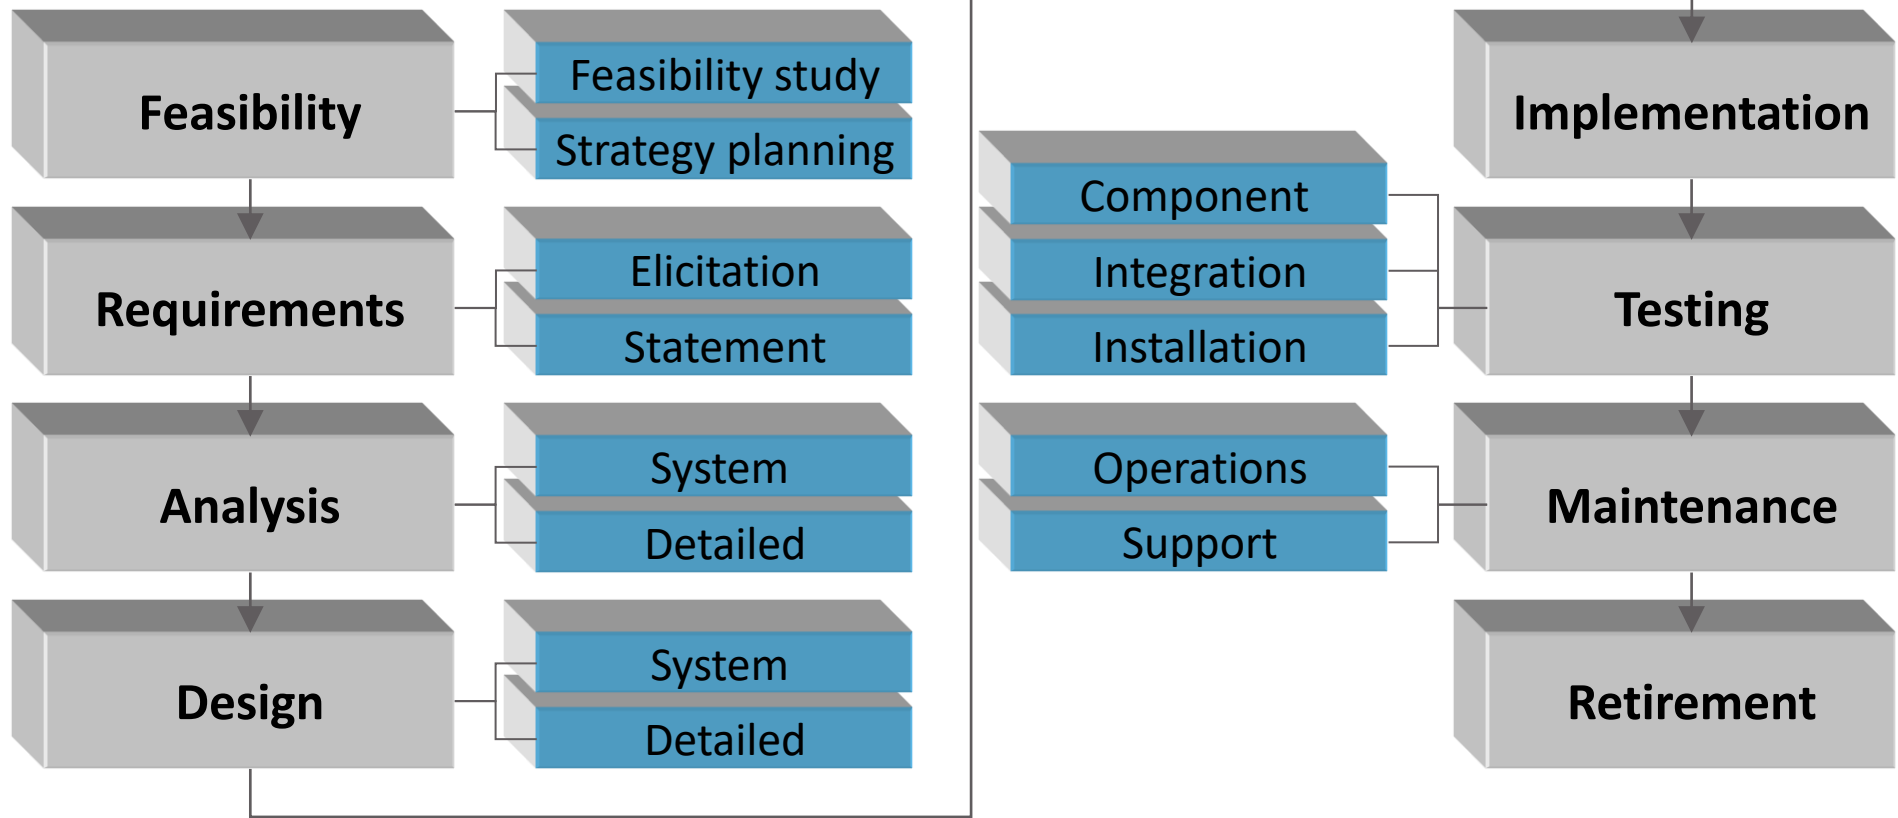 Feasibility
Feasibility study
Strategy planning
Requirements
Elicitation
Statement
Analysis
System
Detailed
Design
System
Detailed
Implementation
Testing
Component
Integration
Installation
Maintenance
Operations
Support
Retirement